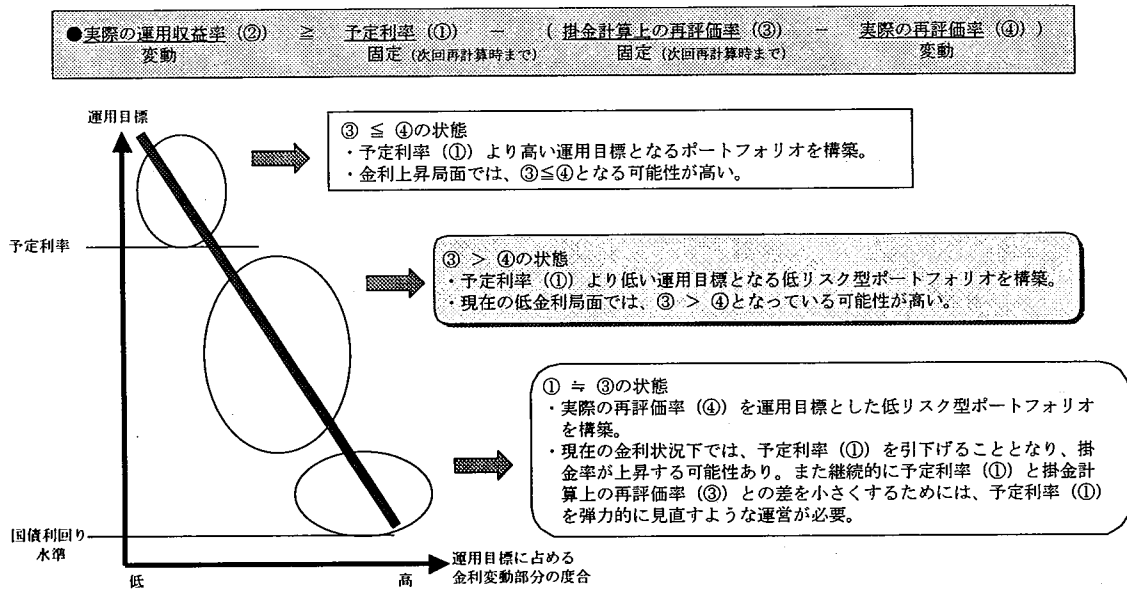 ●実際の運用収益率(②) ≧ 予定利率(①) － ( 掛金計算上の再評価率(③) － 実際の再評価率(④) )
変動 固定(次回再計算時まで) 固定(次回再計算時まで) 変動
運用目標
③ ≦ ④の状態
・予定利率(①)より高い運用目標となるポートフォリオを構築。
・金利上昇局面では、③≦④となる可能性が高い。
予定利率
③ > ④の状態
・予定利率(①)より低い運用目標となる低リスク型ポートフォリオを構築。
・現在の低金利局面では、③ > ④となっている可能性が高い。
① ≒ ③の状態
・実際の再評価率(④)を運用目標とした低リスク型ポートフォリオ
を構築。
・現在の金利状況下では、予定利率(①)を引下げることとなり、掛
金率が上昇する可能性あり。また継続的に予定利率(①)と掛金計
算上の再評価率(③)との差を小さくするためには、予定利率(①)
を弾力的に見直すような運営が必要。
国債利回り
水準
低 高
運用目標に占める
金利変動部分の度合